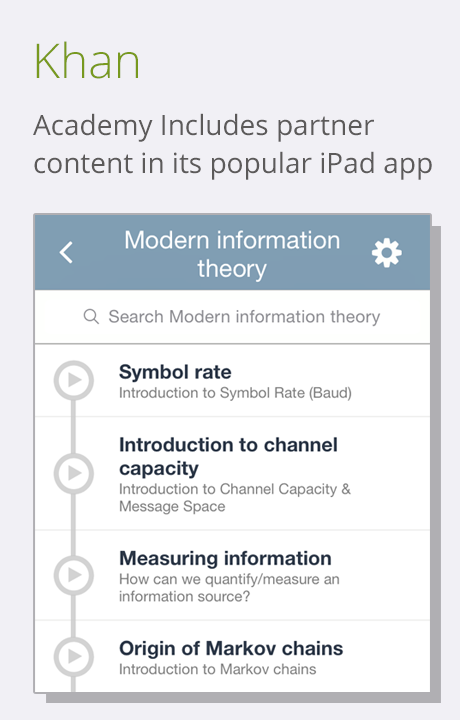 Khan
Academy Includes partner
content in its popular iPad app
Modern information
theory
Search Modern information theory
Symbol rate
Introduction to Symbol Rate (Baud)
Introduction to channel
capacity
Introduction to Channel Capacity &
Message Space
Measuring information
How can we quantify/measure an
information source?
Origin of Markov chains
Introduction to Markov chains